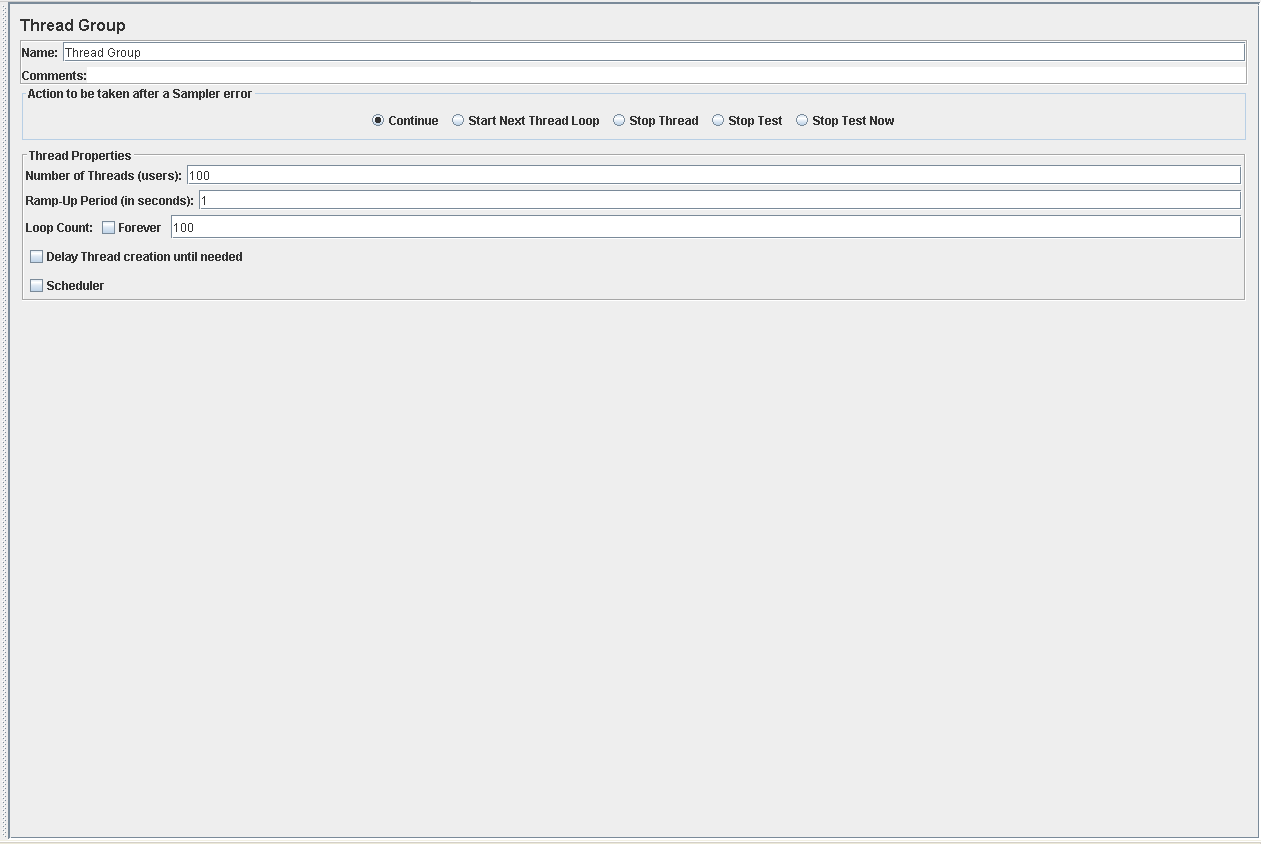 Thread Group
Name: Thread Group
Comments:
Action to be taken after a Sampler error
Continue Start Next Thread Loop Stop Thread Stop Test Stop Test Now
Thread Properties
Number of Threads (users): 100
Ramp-Up Period (in seconds): 1
Loop Count: Forever 100
Delay Thread creation until needed
Scheduler